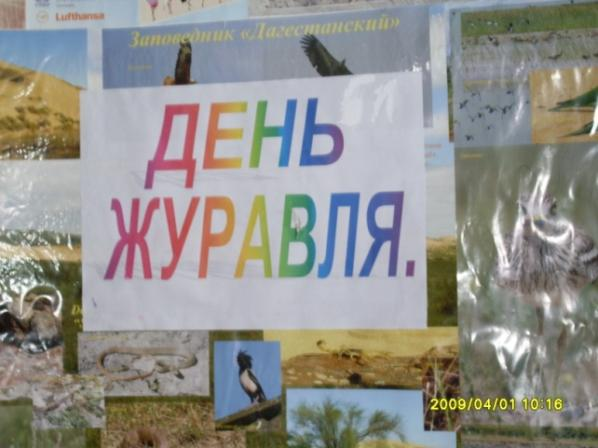 Lufthansa
Заповедник «Дагестанский»
ДЕНЬ
ЖУРАВЛЯ.
2009/04/01 10:16